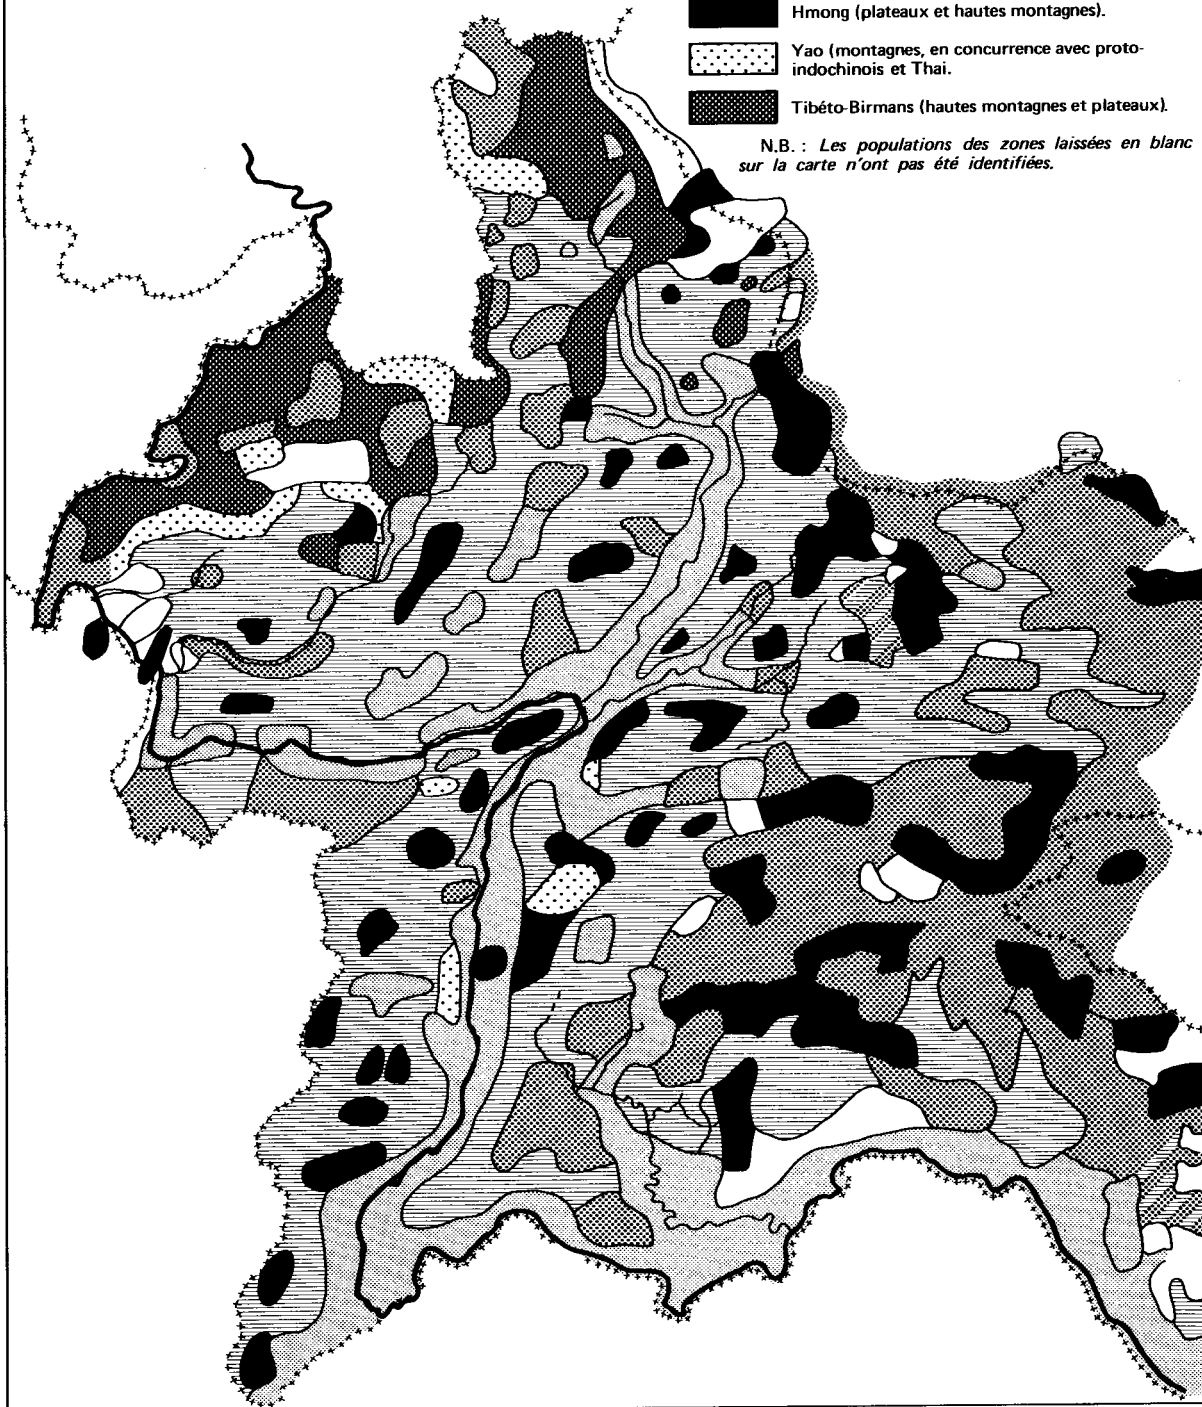 Hmong (plateaux et hautes montagnes).
Yao (montagnes, en concurrence avec proto-
indochinois et Thai.
Tibéto-Birmans (hautes montagnes et plateaux).
N.B. : Les populations des zones laissées en blanc
sur la carte n'ont pas été identifiées.